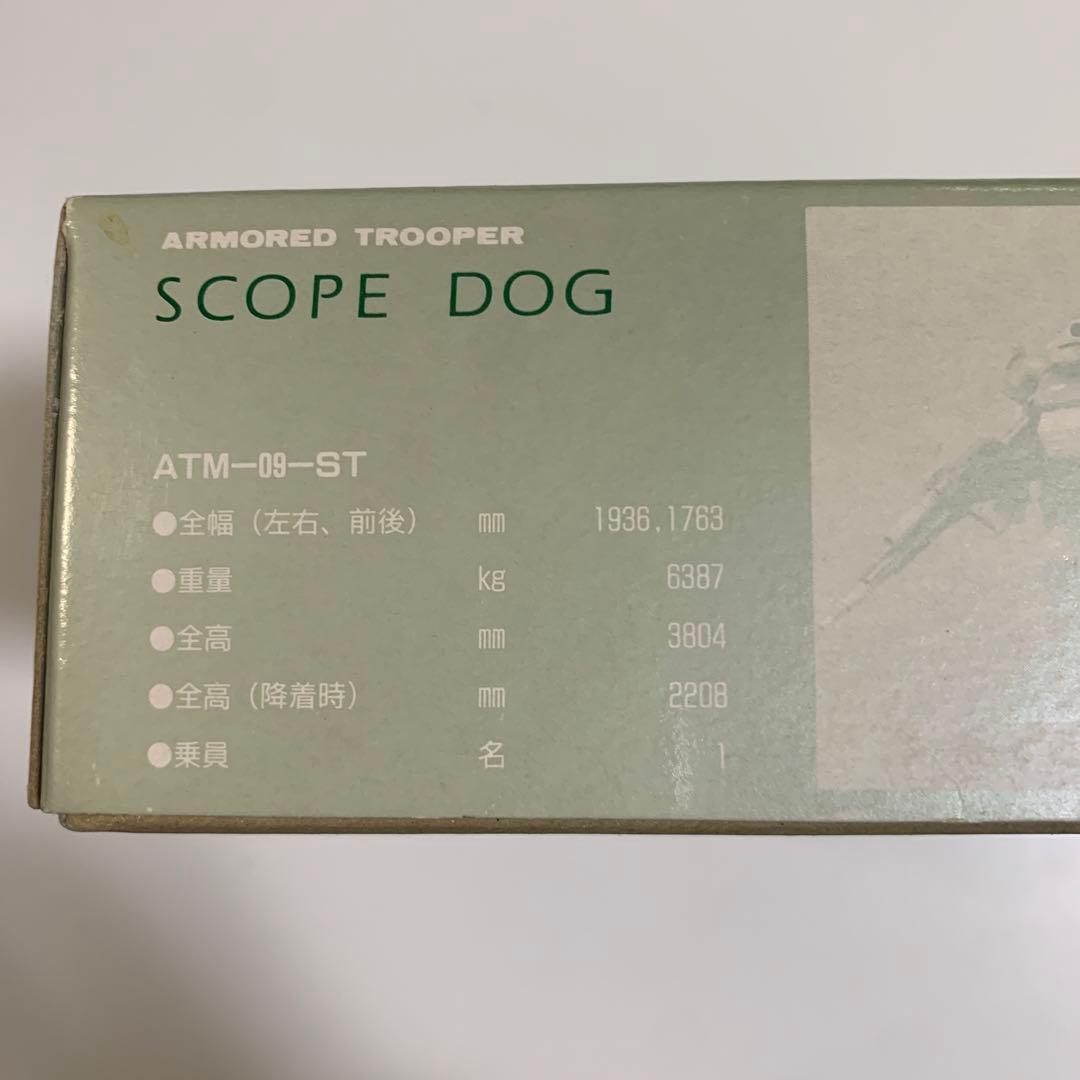 ARMORED TROOPER
SCOPE DOG
ATM-09-ST
●全幅（左右、前後） mm 1936,1763
●重量 kg 6387
●全高 mm 3804
●全高（降着時） mm 2208
●乗員 名 1